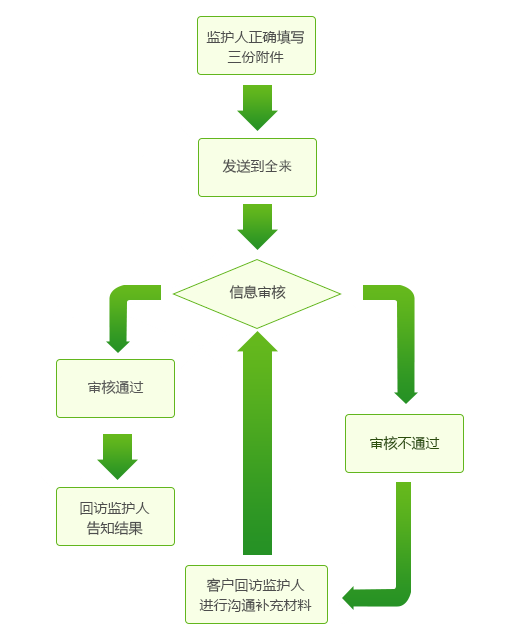 监护人正确填写
三份附件
发送到全来
信息审核
审核通过
审核不通过
回访监护人
告知结果
客户回访监护人
进行沟通补充材料